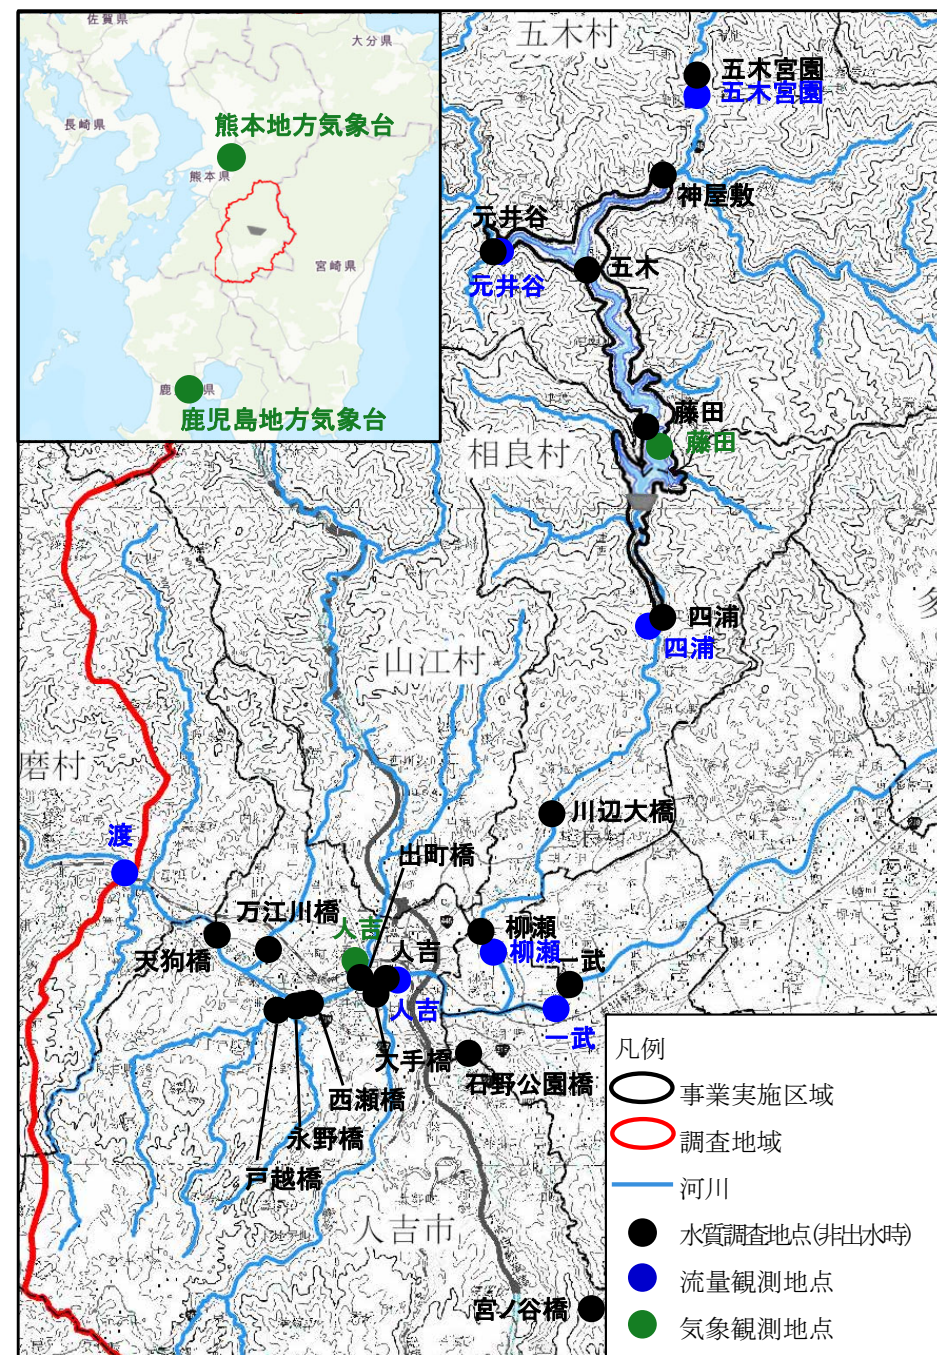 佐賀県
大分県
長崎県
熊本地方気象台
熊本県
宮崎県
鹿児島地方気象台
五木村
五木宮園
五木宮園
神屋敷
元井谷
元井谷
五木
藤田
藤田
相良村
四浦
四浦
山江村
磨村
川辺大橋
渡
出町橋
万江川橋
人吉
天狗橋
人吉
人吉
柳瀬
柳瀬
一武
一武
大手橋
石野公園橋
西瀬橋
永野橋
戸越橋
人吉市
宮ノ谷橋
凡例
事業実施区域
調査地域
河川
水質調査地点(非出水時)
流量観測地点
気象観測地点